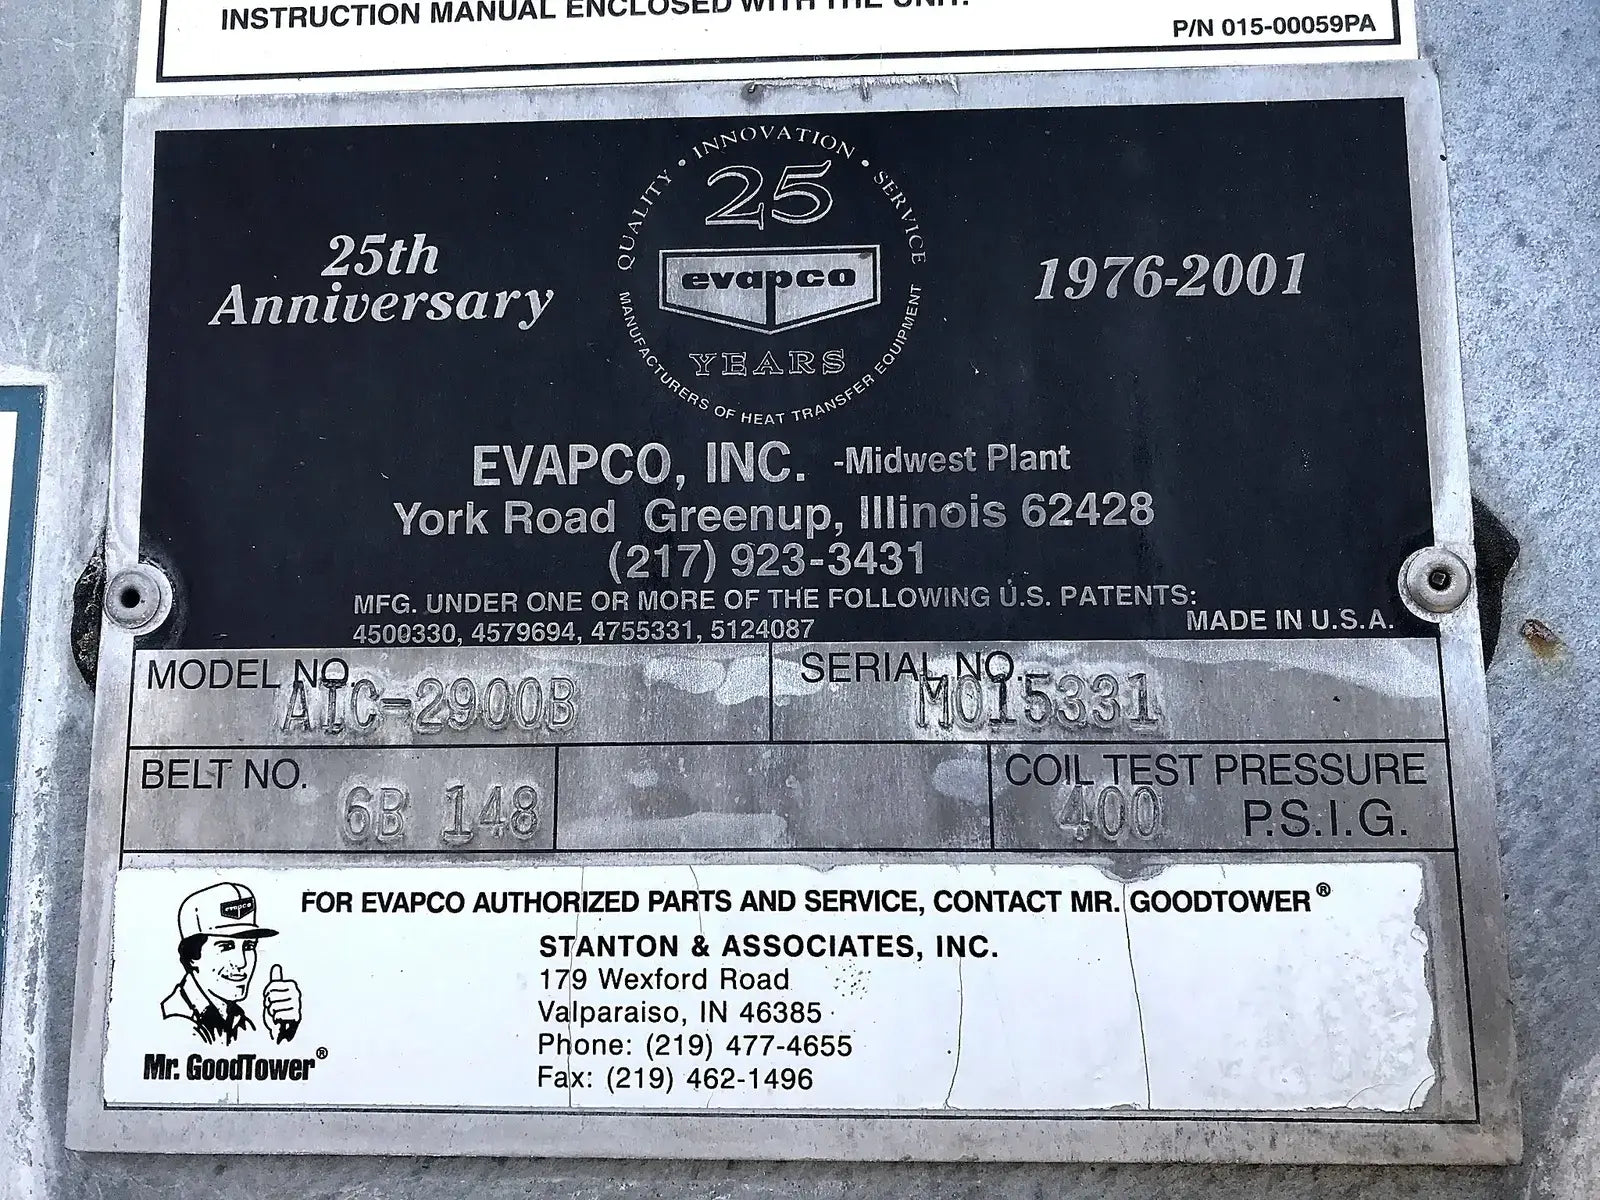 INSTRUCTION MANUAL ENCLOSED WITH THE UNIT.
P/N 015-00059PA
QUALITY • INNOVATION • SERVICE
25
evapco
YEARS
MANUFACTURERS OF HEAT TRANSFER EQUIPMENT
25th
Anniversary
1976-2001
EVAPCO, INC. -Midwest Plant
York Road Greenup, Illinois 62428
(217) 923-3431
MFG. UNDER ONE OR MORE OF THE FOLLOWING U.S. PATENTS:
4500330, 4579694, 4755331, 5124087
MADE IN U.S.A.
MODEL NO. AIC-2900B
SERIAL NO. M015331
BELT NO. 6B 148
COIL TEST PRESSURE
400 P.S.I.G.
evapco
FOR EVAPCO AUTHORIZED PARTS AND SERVICE, CONTACT MR. GOODTOWER®
STANTON & ASSOCIATES, INC.
179 Wexford Road
Valparaiso, IN 46385
Phone: (219) 477-4655
Fax: (219) 462-1496
Mr. GoodTower®